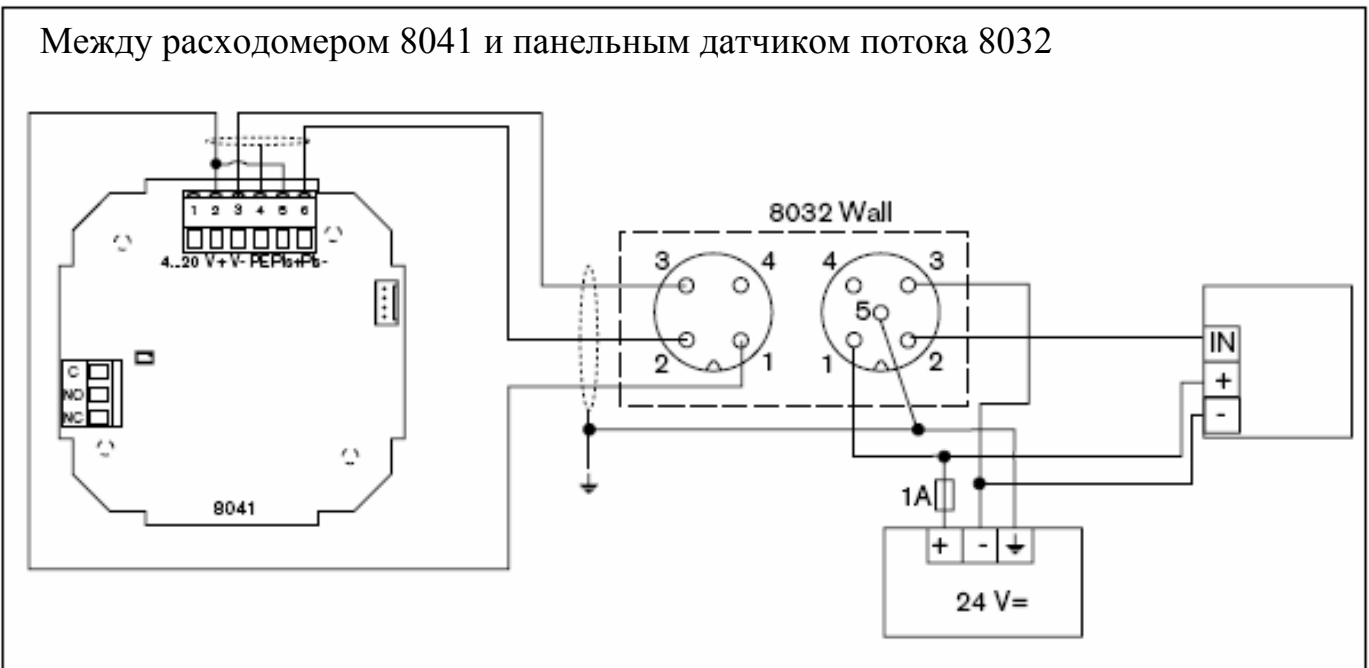 Между расходомером 8041 и панельным датчиком потока 8032
1 2 3 4 5 6
4...20 V+ V- PE Pls+ Pls-
C
NO
NC
8041
8032 Wall
3 4
2 1
4 3
5
1 2
IN
+
-
1A
+ -
24 V=